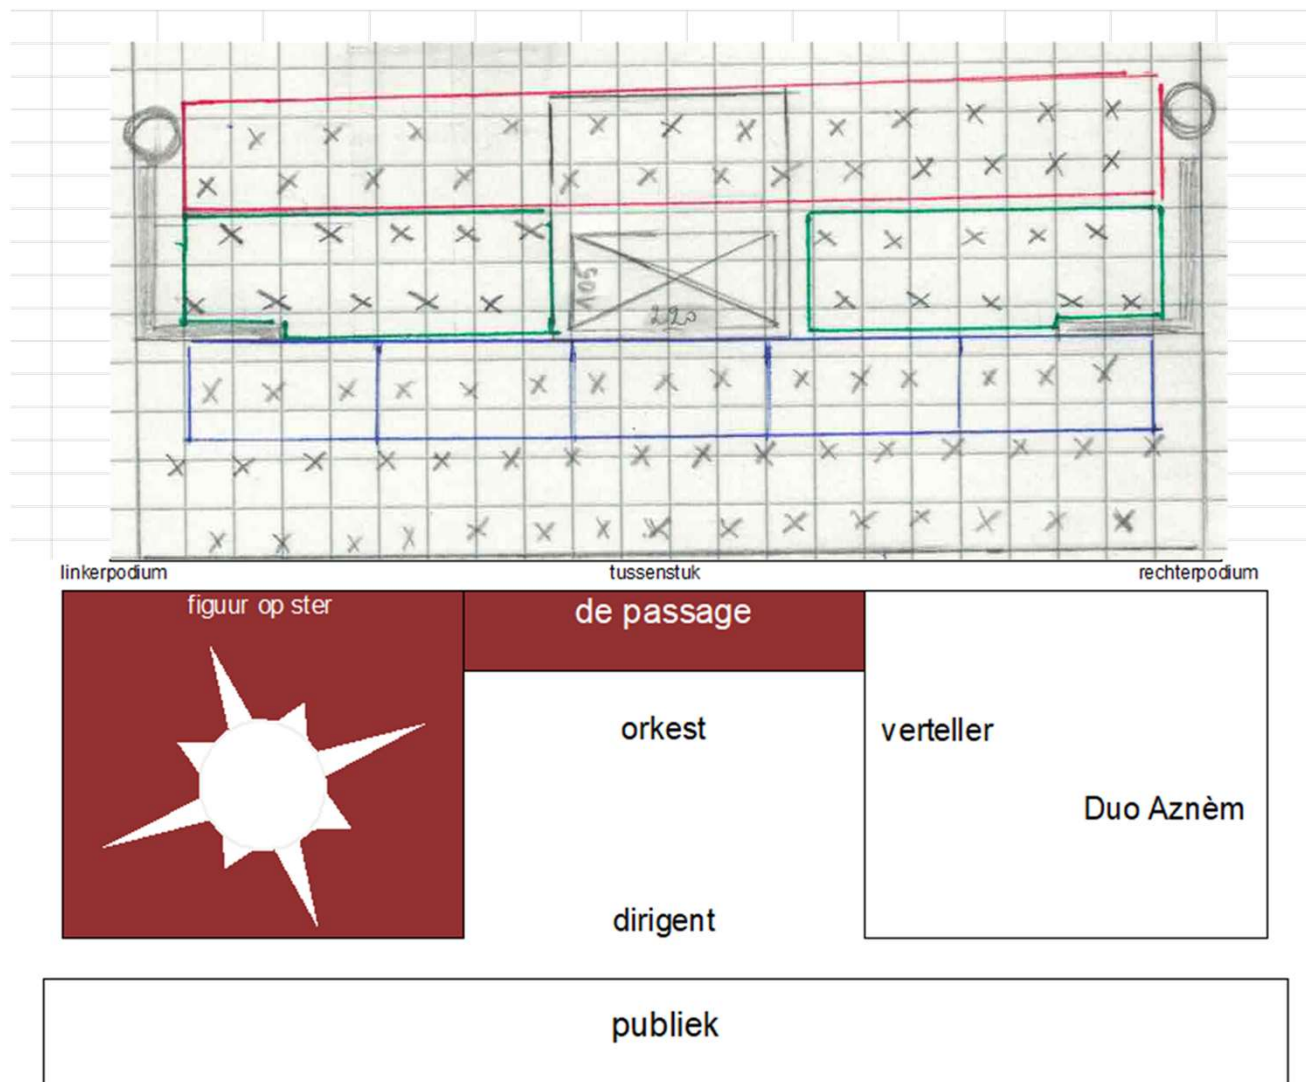 105
220
linkerpodium tussenstuk rechterpodium
figuur op ster
de passage
orkest
verteller
Duo Aznèm
dirigent
publiek